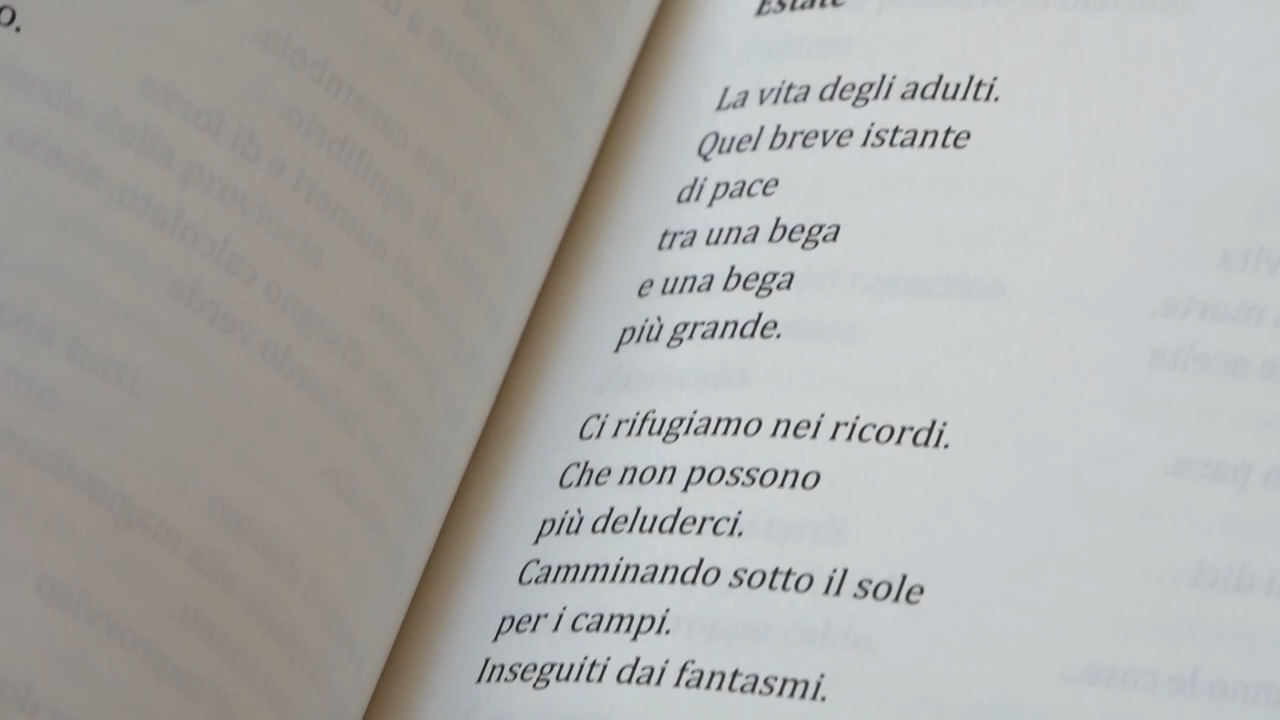 o.
Estate
La vita degli adulti.
Quel breve istante
di pace
tra una bega
e una bega
più grande.
Ci rifugiamo nei ricordi.
Che non possono
più deluderci.
Camminando sotto il sole
per i campi.
Inseguiti dai fantasmi.